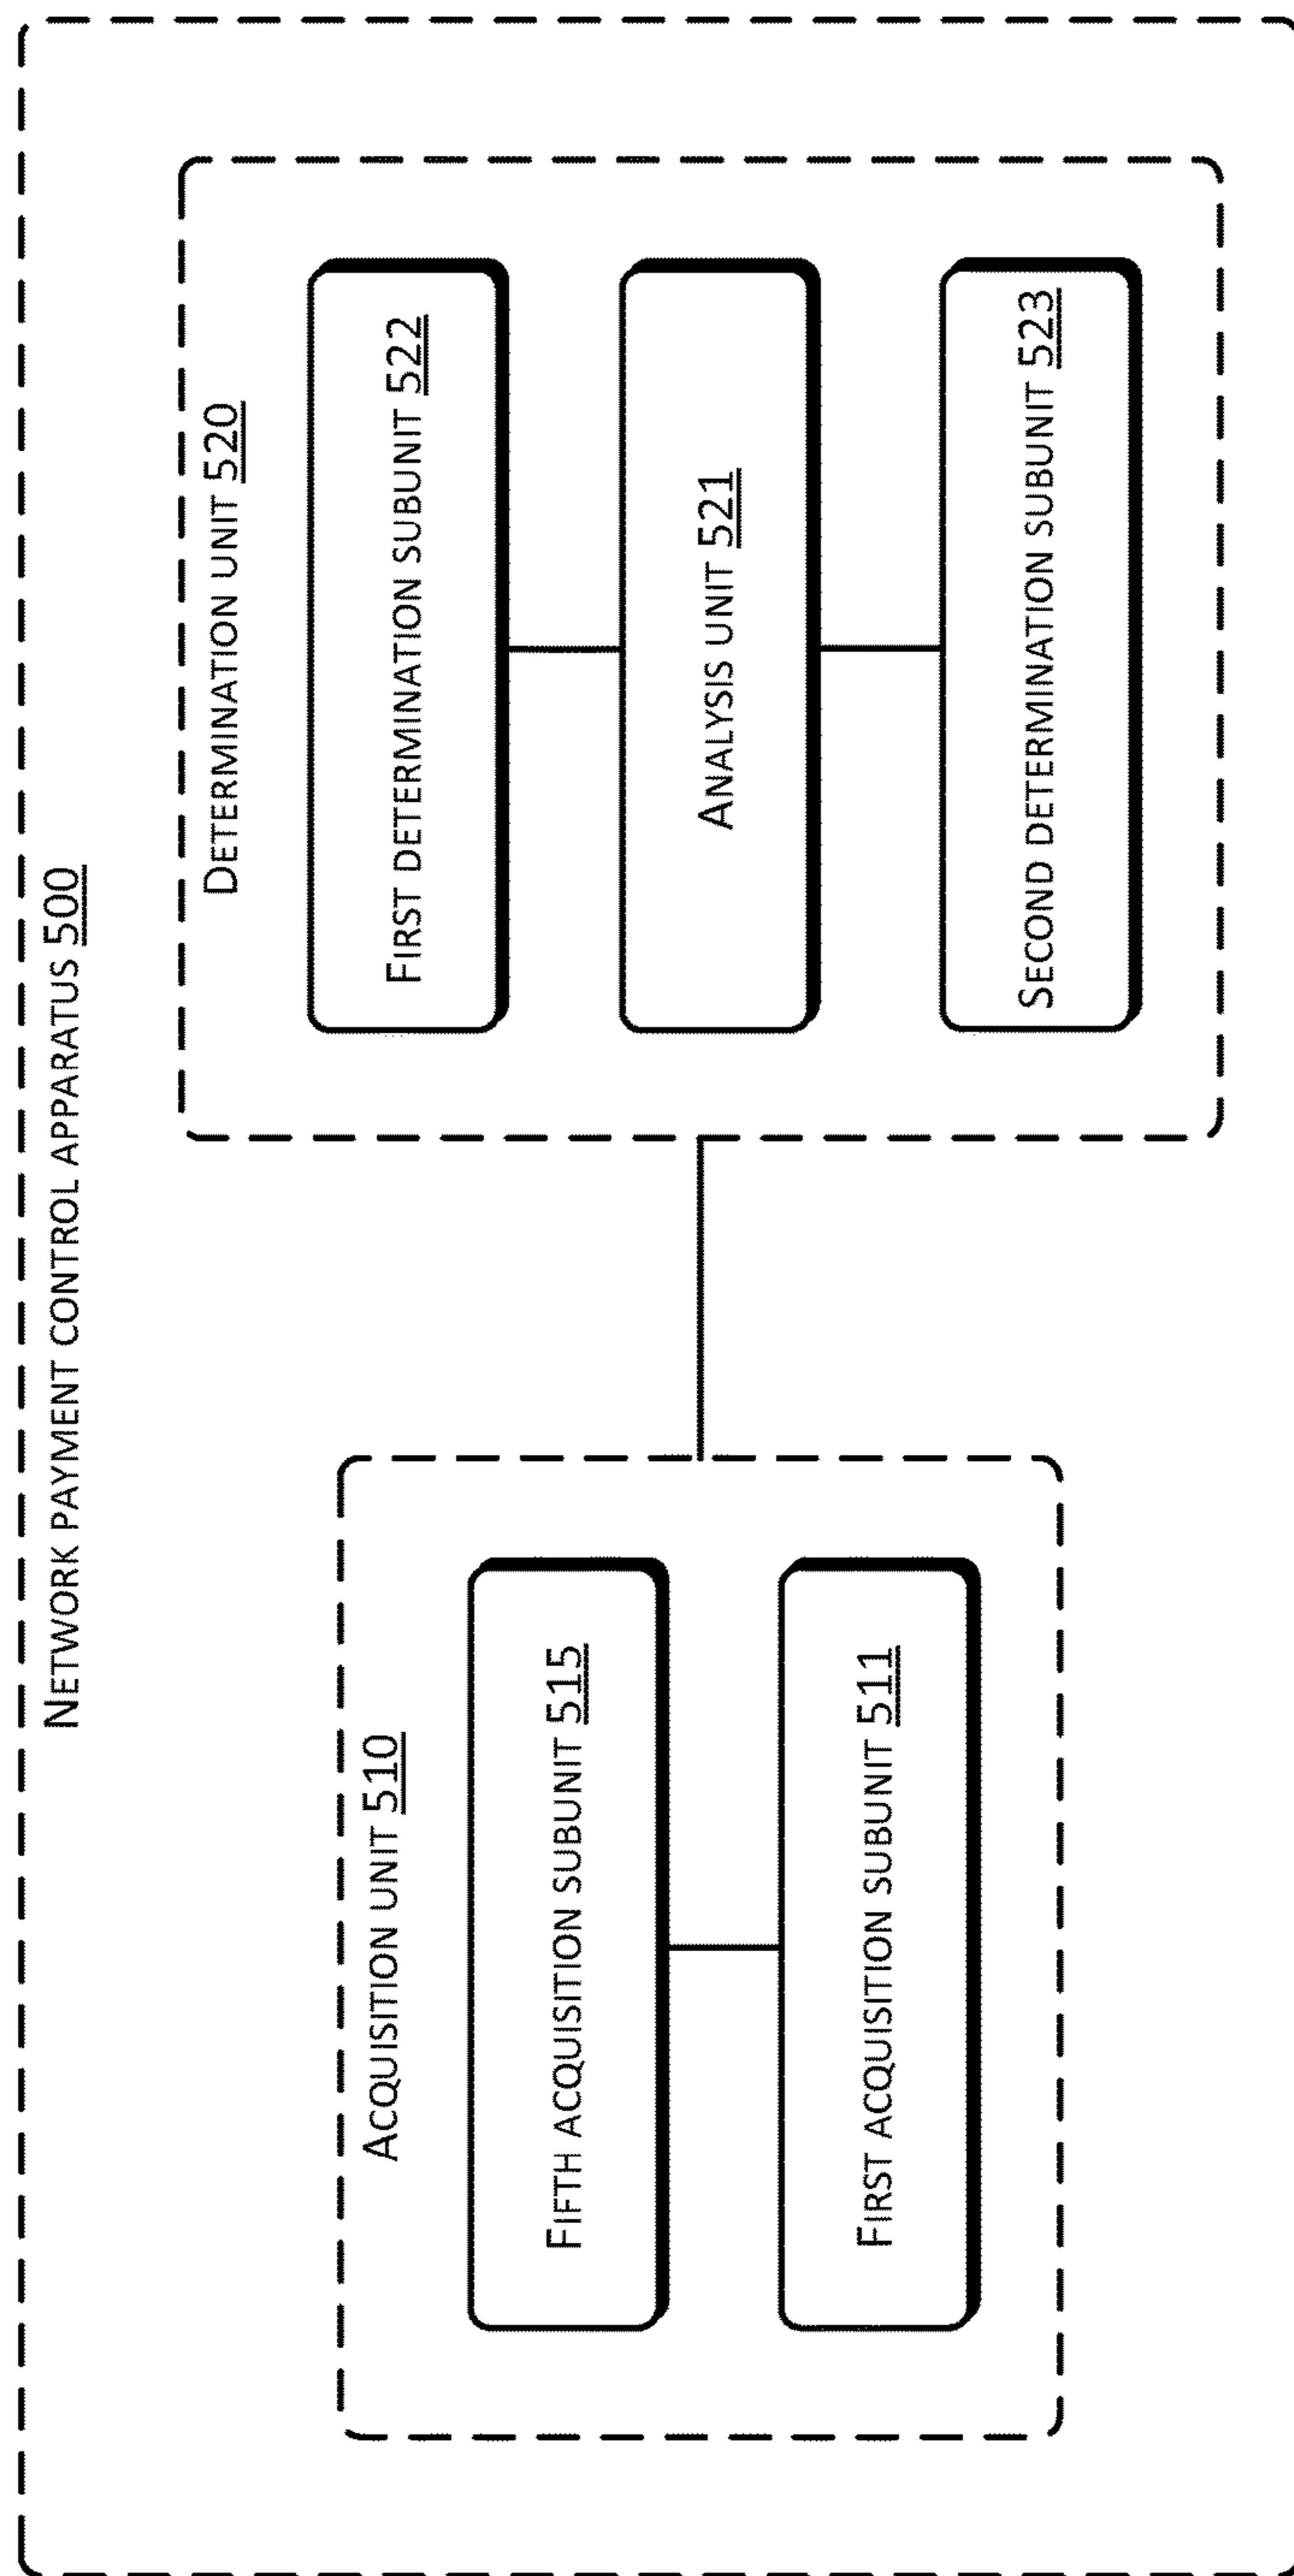 NETWORK PAYMENT CONTROL APPARATUS 500
ACQUISITION UNIT 510
FIFTH ACQUISITION SUBUNIT 515
FIRST ACQUISITION SUBUNIT 511
DETERMINATION UNIT 520
FIRST DETERMINATION SUBUNIT 522
ANALYSIS UNIT 521
SECOND DETERMINATION SUBUNIT 523